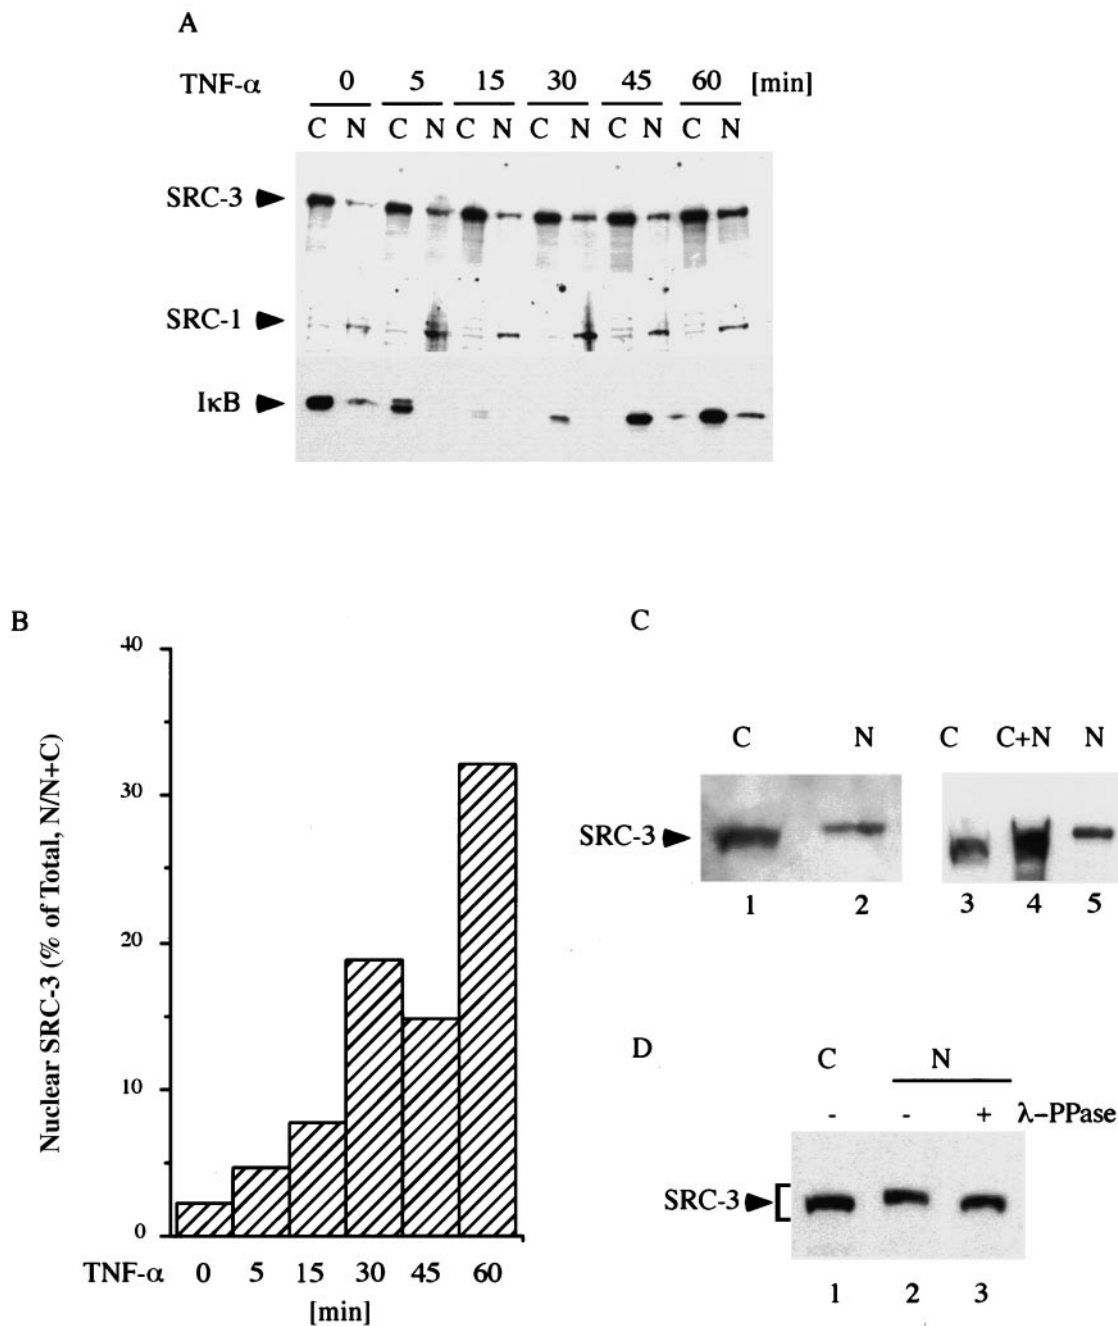 A
TNF-α 0 5 15 30 45 60 [min]
C N C N C N C N C N C N
SRC-3
SRC-1
IκB
B
40
30
20
10
0
Nuclear SRC-3 (% of Total, N/N+C)
TNF-α 0 5 15 30 45 60
[min]
C
C N C C+N N
SRC-3
1 2 3 4 5
D
C N
- - + λ-PPase
SRC-3
1 2 3